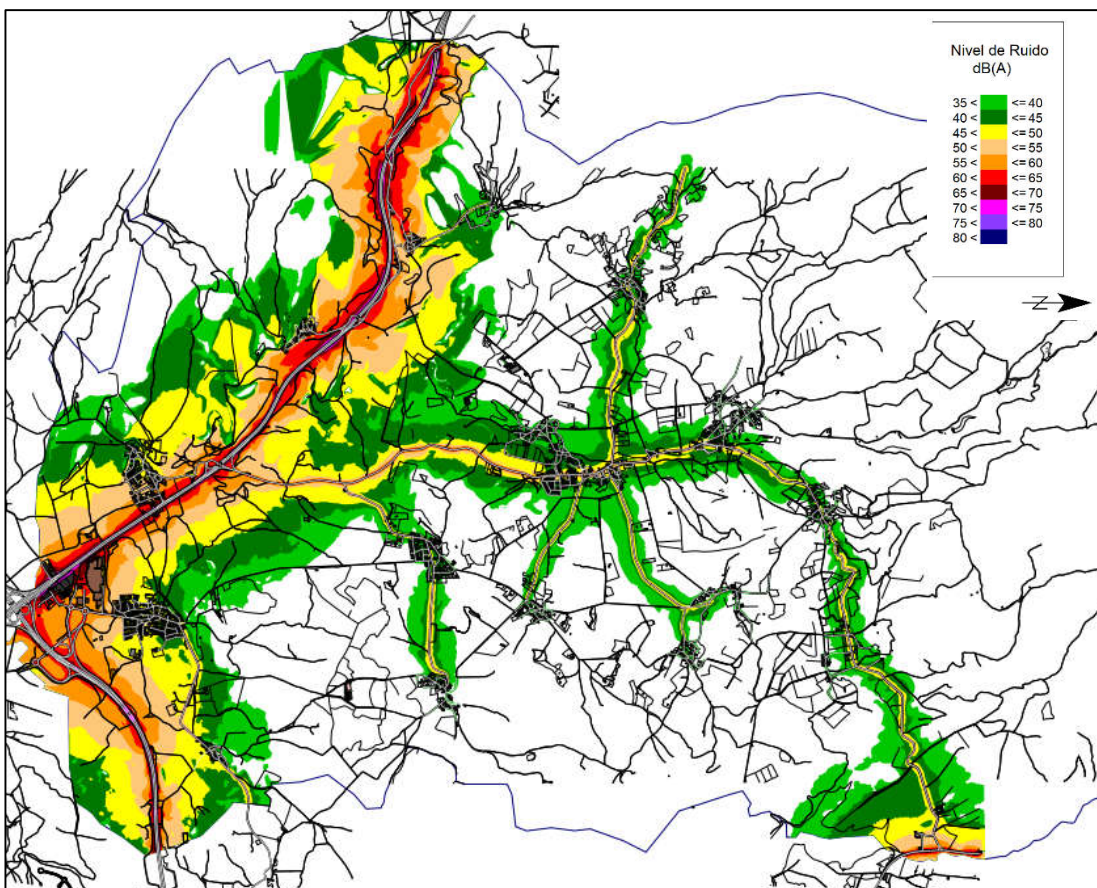 Nivel de Ruido
dB(A)
35 < <= 40
40 < <= 45
45 < <= 50
50 < <= 55
55 < <= 60
60 < <= 65
65 < <= 70
70 < <= 75
75 < <= 80
80 <
N